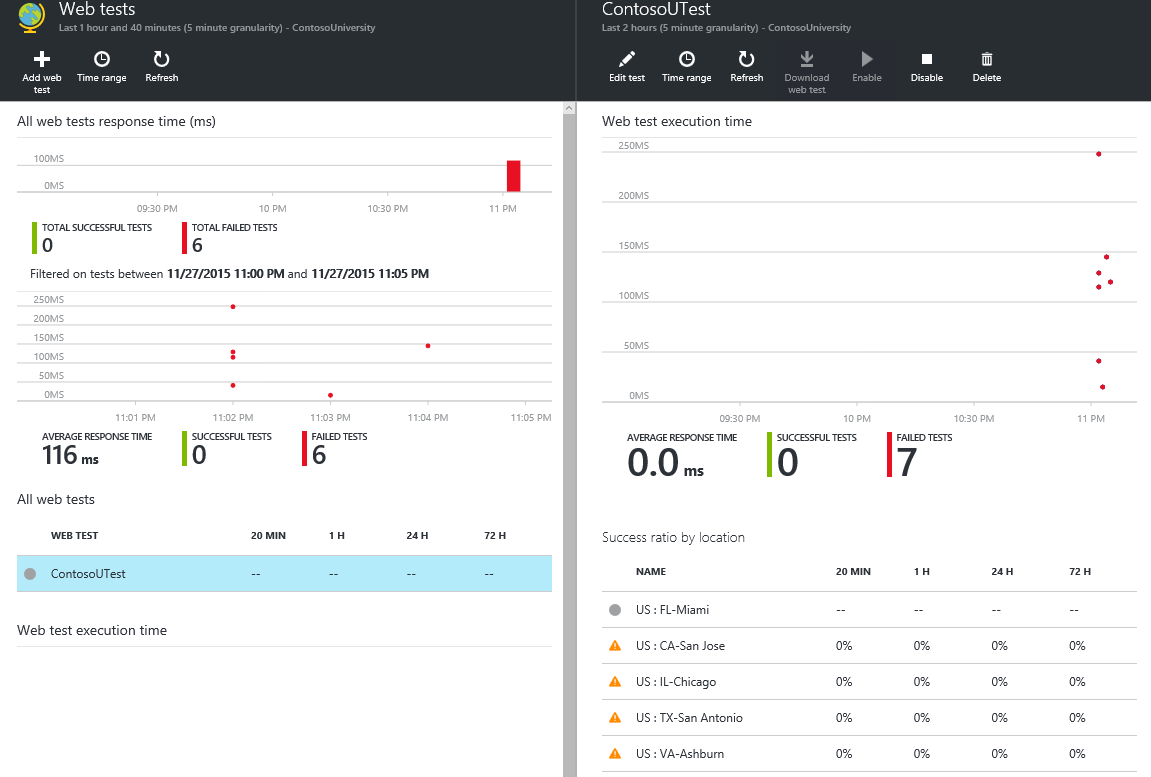 Web tests
Last 1 hour and 40 minutes (5 minute granularity) - ContosoUniversity
Add web test
Time range
Refresh
All web tests response time (ms)
100MS
0MS
09:30 PM 10 PM 10:30 PM 11 PM
TOTAL SUCCESSFUL TESTS
0
TOTAL FAILED TESTS
6
Filtered on tests between 11/27/2015 11:00 PM and 11/27/2015 11:05 PM
250MS
200MS
150MS
100MS
50MS
0MS
11:01 PM 11:02 PM 11:03 PM 11:04 PM 11:05 PM
AVERAGE RESPONSE TIME
116 ms
SUCCESSFUL TESTS
0
FAILED TESTS
6
All web tests
WEB TEST 20 MIN 1 H 24 H 72 H
ContosoUTest -- -- -- --
Web test execution time
ContosoUTest
Last 2 hours (5 minute granularity) - ContosoUniversity
Edit test
Time range
Refresh
Download web test
Enable
Disable
Delete
Web test execution time
250MS
200MS
150MS
100MS
50MS
0MS
09:30 PM 10 PM 10:30 PM 11 PM
AVERAGE RESPONSE TIME
0.0 ms
SUCCESSFUL TESTS
0
FAILED TESTS
7
Success ratio by location
NAME 20 MIN 1 H 24 H 72 H
US : FL-Miami -- -- -- --
US : CA-San Jose 0% 0% 0% 0%
US : IL-Chicago 0% 0% 0% 0%
US : TX-San Antonio 0% 0% 0% 0%
US : VA-Ashburn 0% 0% 0% 0%